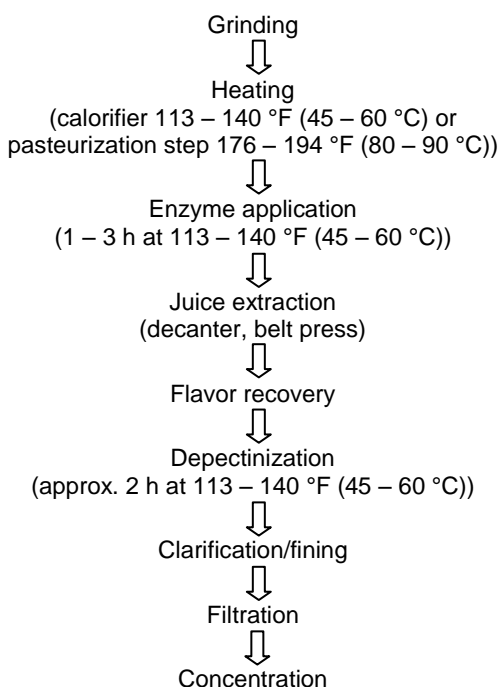 Grinding
Heating
(calorifier 113 – 140 °F (45 – 60 °C) or
pasteurization step 176 – 194 °F (80 – 90 °C))
Enzyme application
(1 – 3 h at 113 – 140 °F (45 – 60 °C))
Juice extraction
(decanter, belt press)
Flavor recovery
Depectinization
(approx. 2 h at 113 – 140 °F (45 – 60 °C))
Clarification/fining
Filtration
Concentration